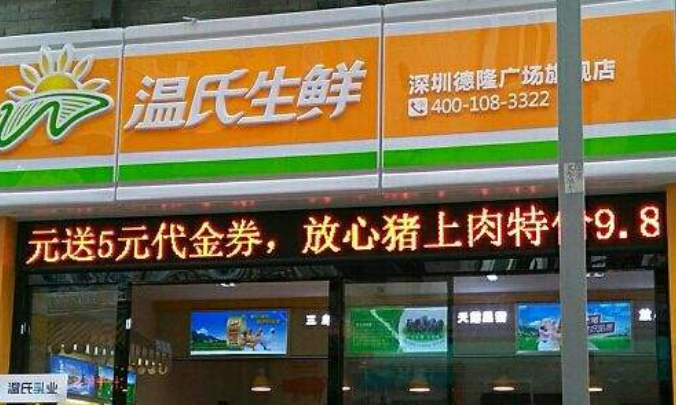 温氏生鲜
深圳德隆广场旗舰店
400-108-3322
元送5元代金券，放心猪上肉特价9.8
温氏乳业